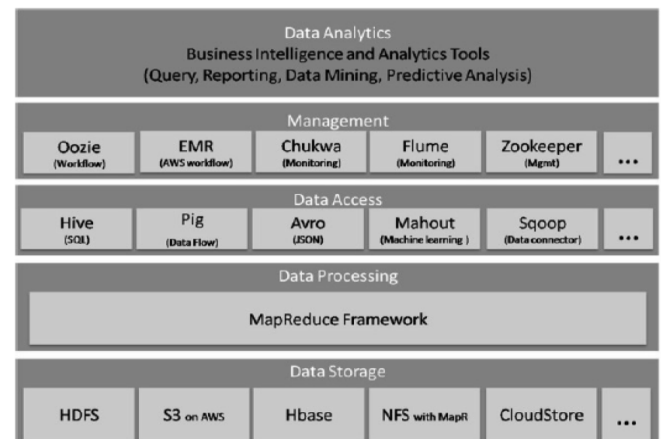 Data Analytics
Business Intelligence and Analytics Tools
(Query, Reporting, Data Mining, Predictive Analysis)
Management
Oozie
(Workflow)
EMR
(AWS workflow)
Chukwa
(Monitoring)
Flume
(Monitoring)
Zookeeper
(Mgmt)
...
Data Access
Hive
(SQL)
Pig
(Data Flow)
Avro
(JSON)
Mahout
(Machine learning )
Sqoop
(Data connector)
...
Data Processing
MapReduce Framework
Data Storage
HDFS
S3 on AWS
Hbase
NFS with MapR
CloudStore
...